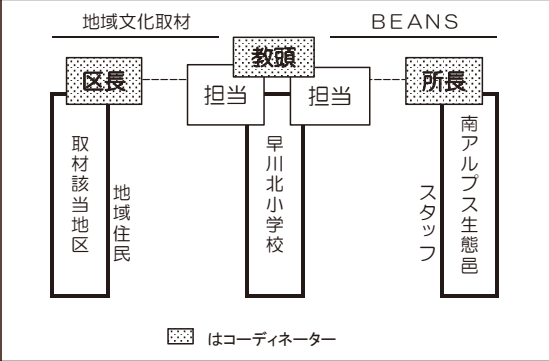 地域文化取材
BEANS
教頭
区長
担当
担当
所長
取材該当地区
地域住民
早川北小学校
スタッフ
南アルプス生態邑
はコーディネーター